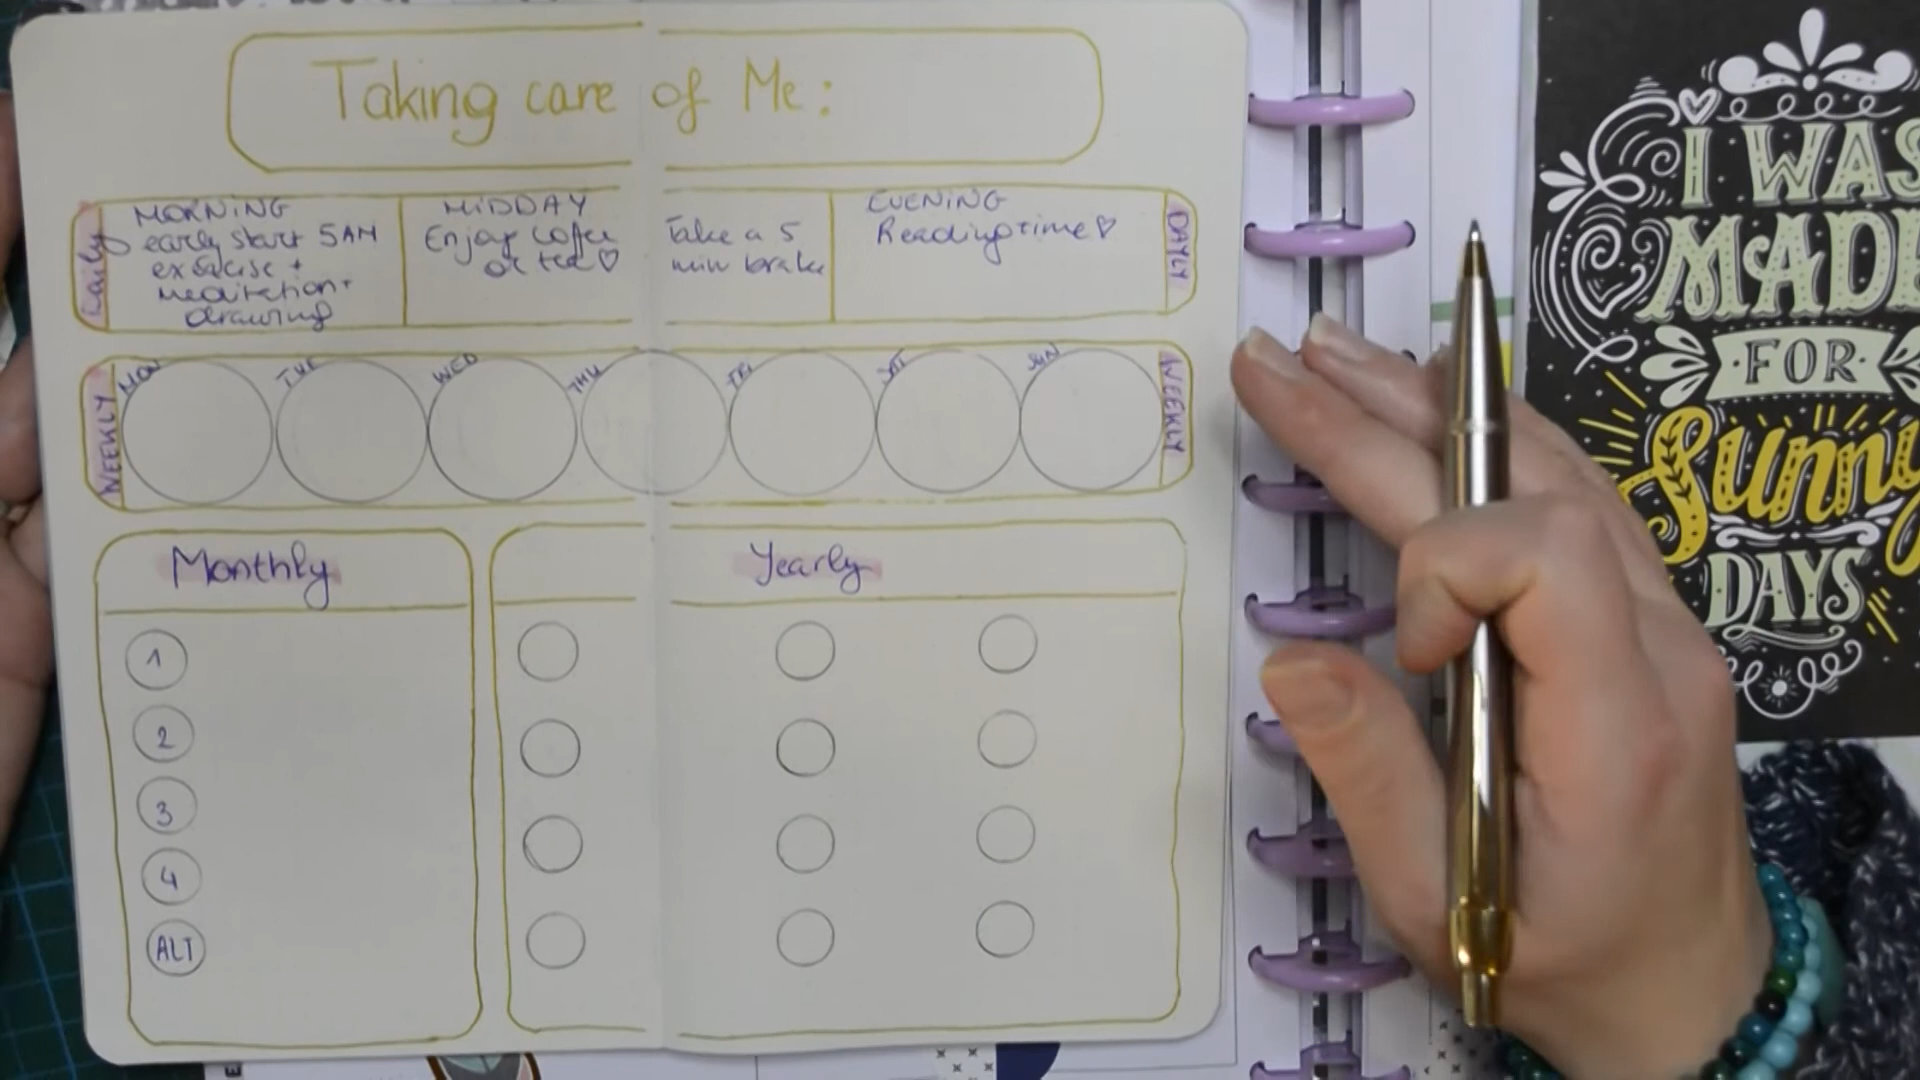 Taking care of Me:
Daily
MORNING
early start 5AM
exercise +
meditation +
drawing
MIDDAY
Enjoy coffee
or tea ♡
Take a 5
min brake
EVENING
Reading time ♡
DAYLY
WEEKLY
MON
TUE
WED
THU
FRI
SAT
SUN
WEEKLY
Monthly
1
2
3
4
ALT
Yearly
I WAS
MADE
FOR
Sunny
DAYS